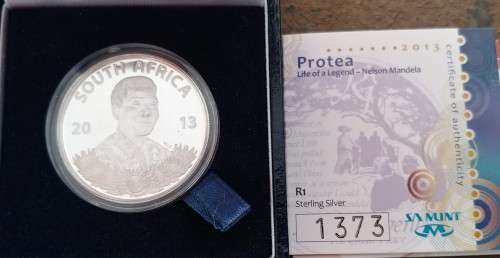 SOUTH AFRICA
20 13
2013
Protea
Life of a Legend – Nelson Mandela
certificate of authenticity
R1
Sterling Silver
1373
SA MINT